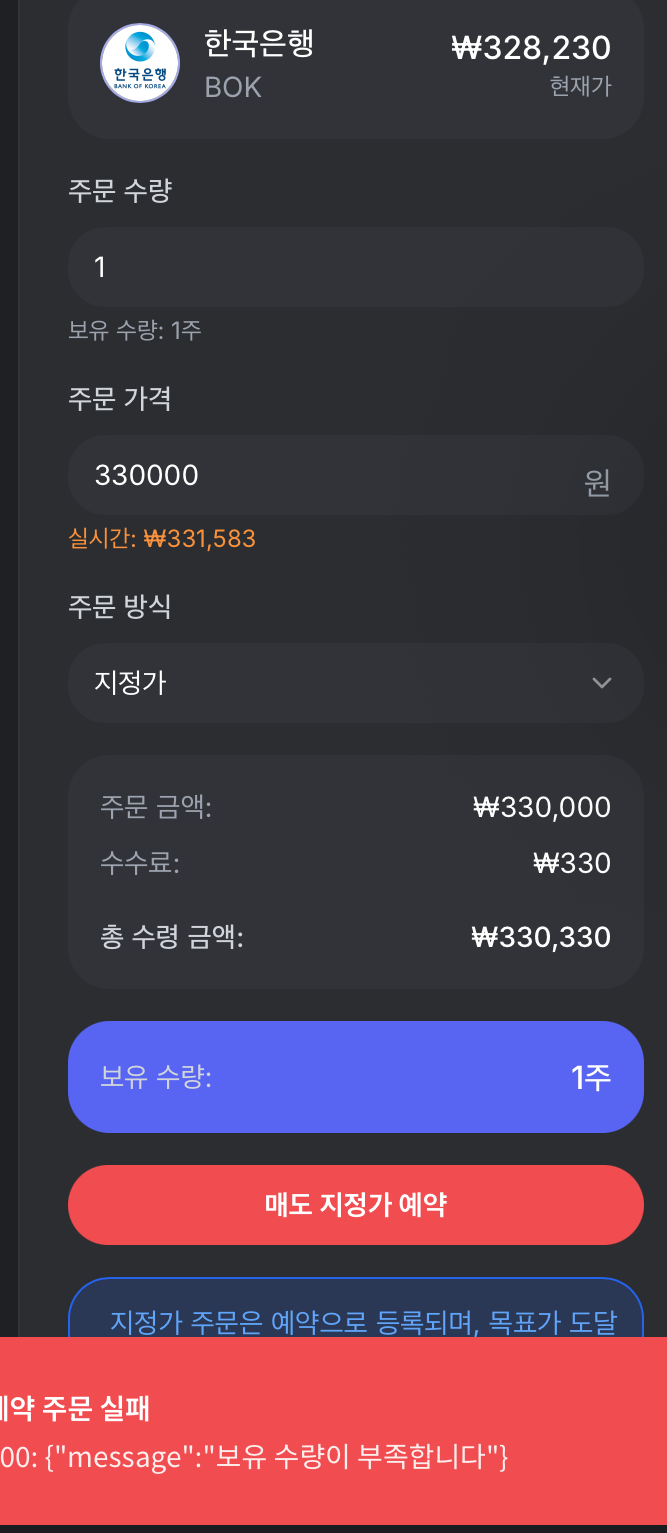 한국은행
BANK OF KOREA
한국은행
BOK
₩328,230
현재가
주문 수량
1
보유 수량: 1주
주문 가격
330000
원
실시간: ₩331,583
주문 방식
지정가
주문 금액: ₩330,000
수수료: ₩330
총 수령 금액: ₩330,330
보유 수량: 1주
매도 지정가 예약
지정가 주문은 예약으로 등록되며, 목표가 도달
약 주문 실패
00: {"message":"보유 수량이 부족합니다"}